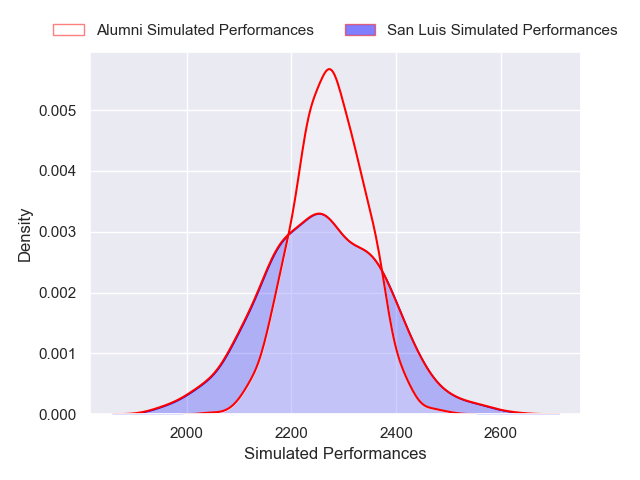 Alumni Simulated Performances
San Luis Simulated Performances
0.005
0.004
0.003
0.002
0.001
0.000
Density
2000
2200
2400
2600
Simulated Performances